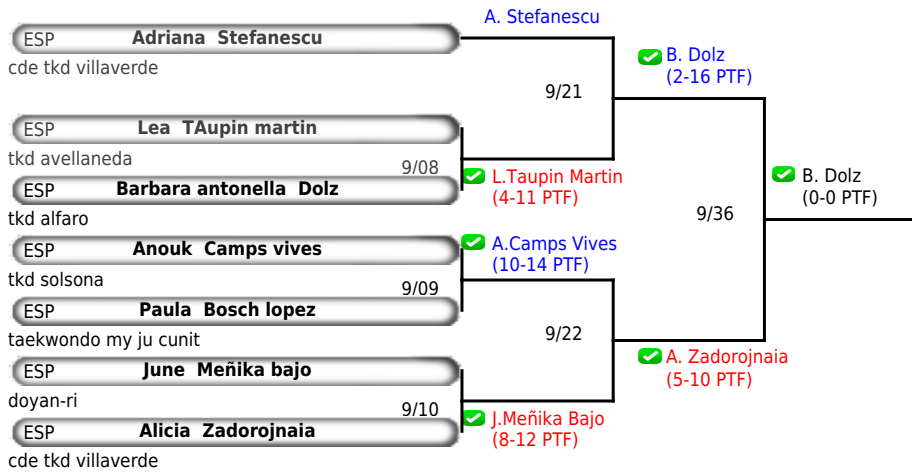 A. Stefanescu
ESP Adriana Stefanescu
cde tkd villaverde
B. Dolz
(2-16 PTF)
9/21
ESP Lea TAupin martin
tkd avellaneda
9/08
L.Taupin Martin
(4-11 PTF)
ESP Barbara antonella Dolz
tkd alfaro
B. Dolz
(0-0 PTF)
9/36
ESP Anouk Camps vives
tkd solsona
A.Camps Vives
(10-14 PTF)
9/09
ESP Paula Bosch lopez
taekwondo my ju cunit
9/22
A. Zadorojnaia
(5-10 PTF)
ESP June Meñika bajo
doyan-ri
9/10
J.Meñika Bajo
(8-12 PTF)
ESP Alicia Zadorojnaia
cde tkd villaverde